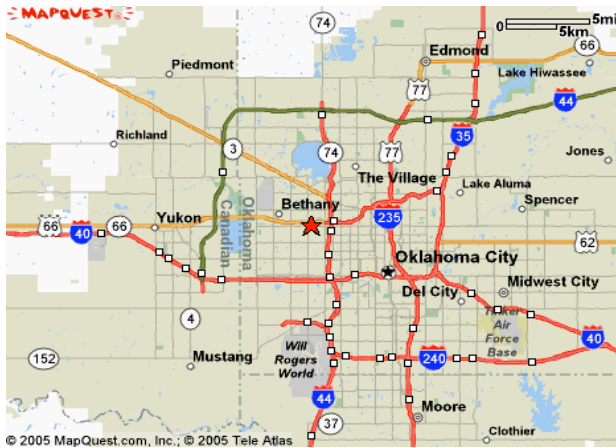 MAPQUEST
74
0
5mi
5km
Edmond
66
Piedmont
Lake Hiwassee
77
44
35
Richland
3
74
77
Jones
The Village
Lake Aluma
Bethany
Spencer
66
40
66
Yukon
Oklahoma
Canadian
235
62
Oklahoma City
Midwest City
Del City
4
Tinker
Air
Force
Base
Will
Rogers
World
40
152
Mustang
240
44
37
Moore
Clothier
© 2005 MapQuest.com, Inc.; © 2005 Tele Atlas